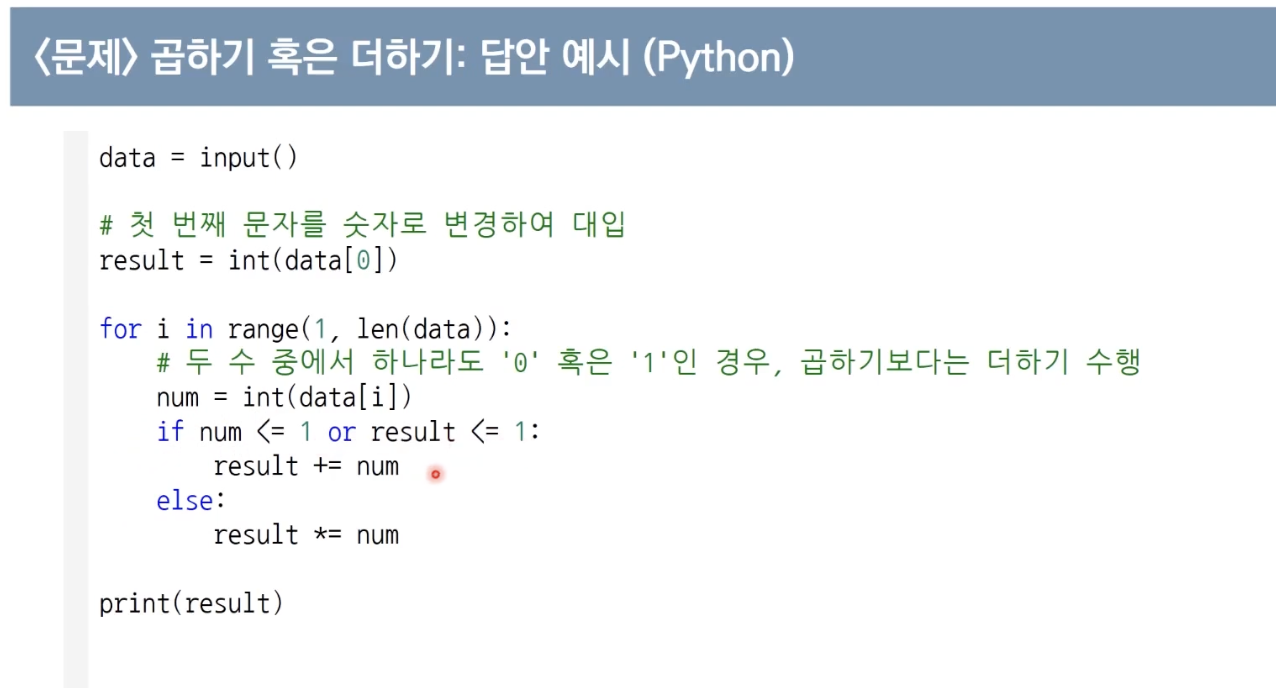 〈문제〉 곱하기 혹은 더하기: 답안 예시 (Python)
data = input()
# 첫 번째 문자를 숫자로 변경하여 대입
result = int(data[0])
for i in range(1, len(data)):
    # 두 수 중에서 하나라도 '0' 혹은 '1'인 경우, 곱하기보다는 더하기 수행
    num = int(data[i])
    if num <= 1 or result <= 1:
        result += num
    else:
        result *= num
print(result)